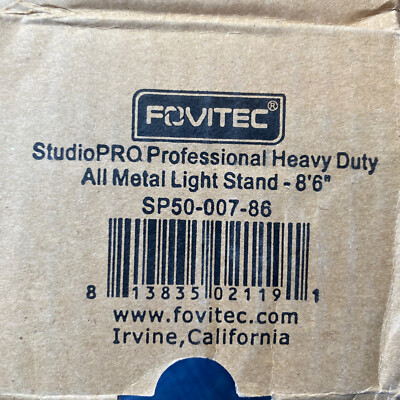 FOVITEC®
StudioPRO Professional Heavy Duty
All Metal Light Stand - 8'6"
SP50-007-86
8 13835 02119 1
www.fovitec.com
Irvine,California